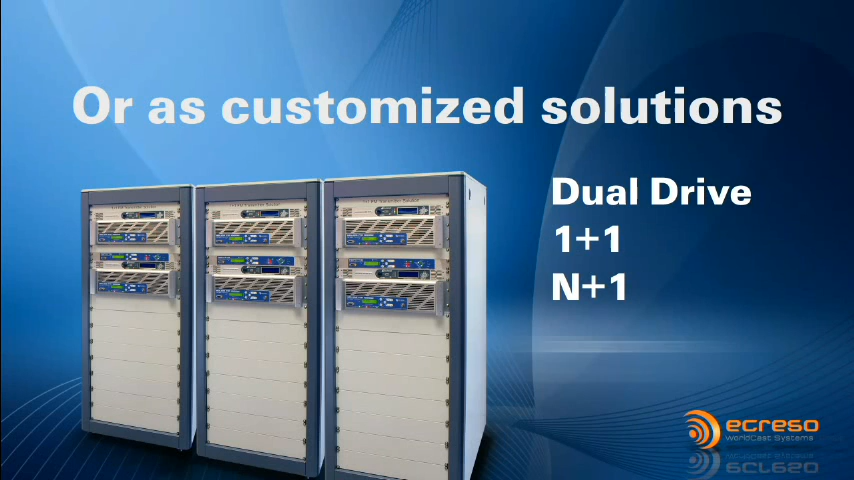 Or as customized solutions
Dual Drive
1+1
N+1
ecreso
WorldCast Systems